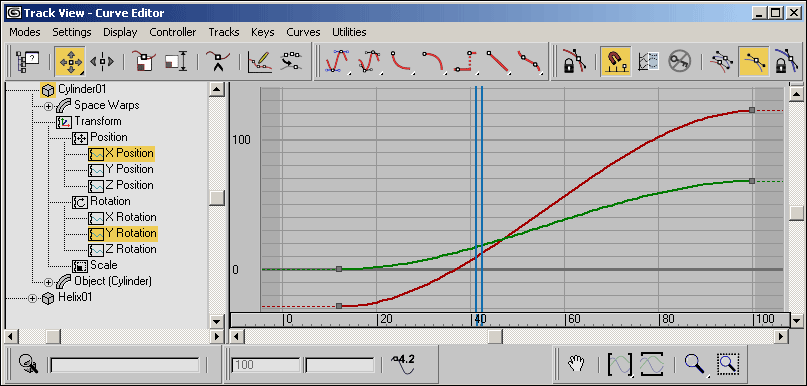 Track View - Curve Editor
Modes Settings Display Controller Tracks Keys Curves Utilities
Cylinder01
Space Warps
Transform
Position
X Position
Y Position
Z Position
Rotation
X Rotation
Y Rotation
Z Rotation
Scale
Object (Cylinder)
Helix01
100
0
0 20 40 60 80 100
100
4.2